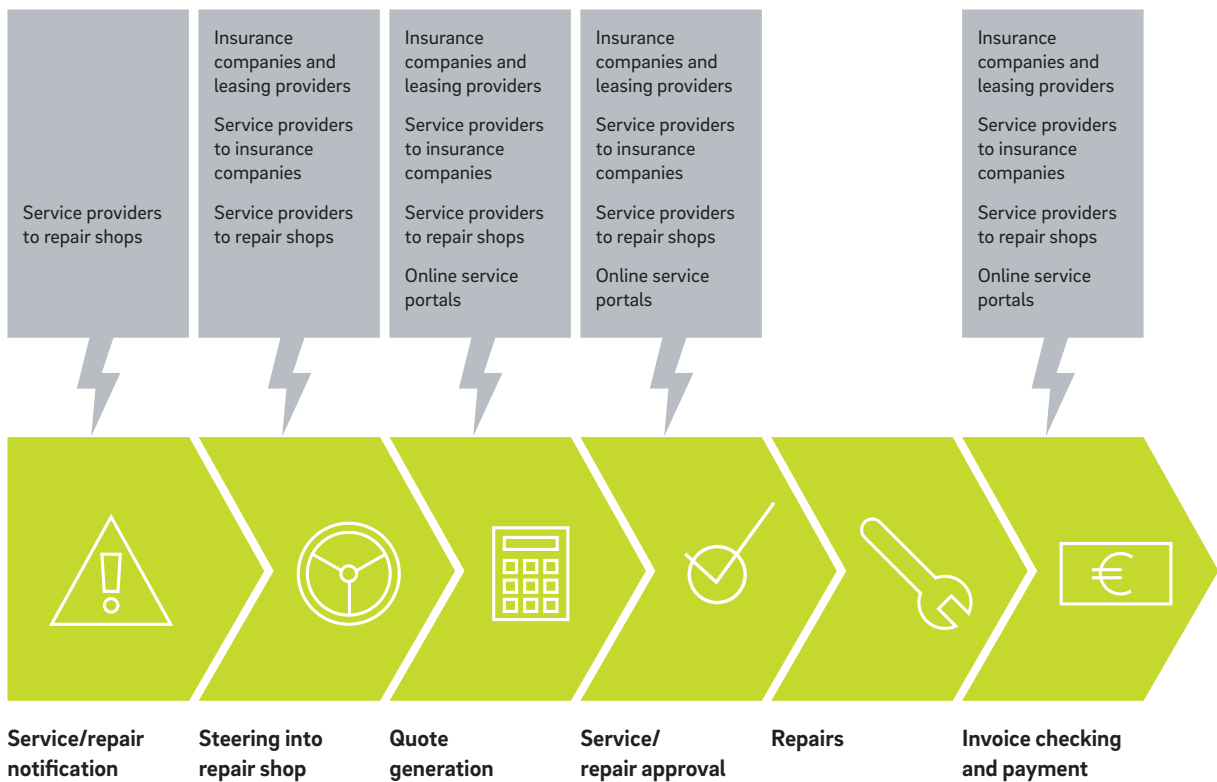 Service providers
to repair shops
Insurance
companies and
leasing providers
Service providers
to insurance
companies
Service providers
to repair shops
Insurance
companies and
leasing providers
Service providers
to insurance
companies
Service providers
to repair shops
Online service
portals
Insurance
companies and
leasing providers
Service providers
to insurance
companies
Service providers
to repair shops
Online service
portals
Insurance
companies and
leasing providers
Service providers
to insurance
companies
Service providers
to repair shops
Online service
portals
€
Service/repair
notification
Steering into
repair shop
Quote
generation
Service/
repair approval
Repairs
Invoice checking
and payment